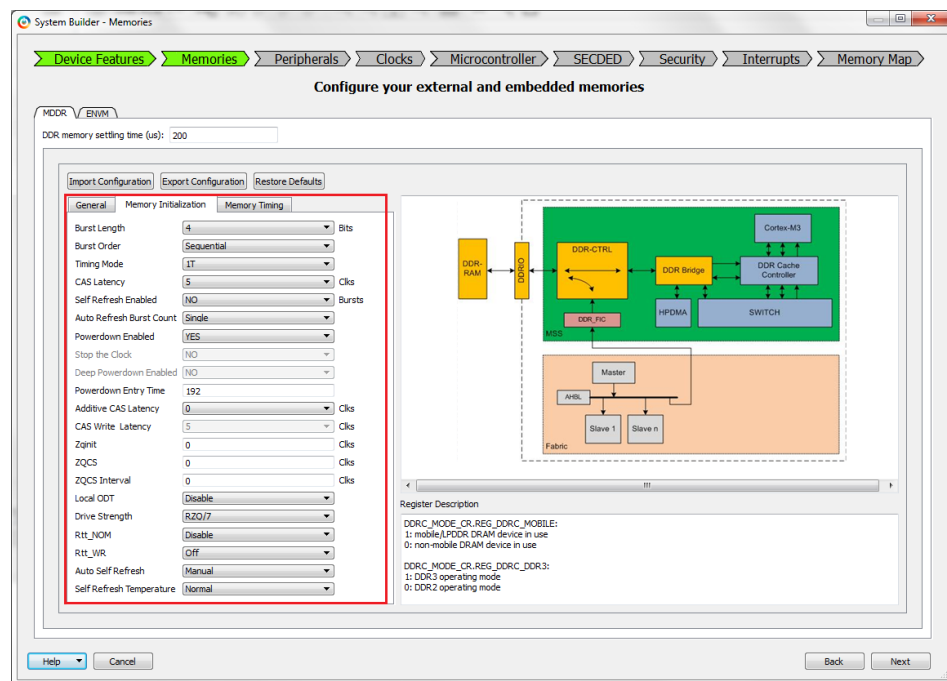 System Builder - Memories
Device Features Memories Peripherals Clocks Microcontroller SECDED Security Interrupts Memory Map
Configure your external and embedded memories
MDDR ENVM
DDR memory settling time (us): 200
Import Configuration Export Configuration Restore Defaults
General Memory Initialization Memory Timing
Burst Length 4 Bits
Burst Order Sequential
Timing Mode 1T
CAS Latency 5 Clks
Self Refresh Enabled NO Bursts
Auto Refresh Burst Count Single
Powerdown Enabled YES
Stop the Clock NO
Deep Powerdown Enabled NO
Powerdown Entry Time 192
Additive CAS Latency 0 Clks
CAS Write Latency 5 Clks
Zqinit 0 Clks
ZQCS 0 Clks
ZQCS Interval 0 Clks
Local ODT Disable
Drive Strength RZQ/7
Rtt_NOM Disable
Rtt_WR Off
Auto Self Refresh Manual
Self Refresh Temperature Normal
DDR-
RAM
DDRIO
DDR-CTRL
DDR Bridge
Cortex-M3
DDR Cache
Controller
DDR_FIC
HPDMA
SWITCH
MSS
Master
AHBL
Slave 1
Slave n
Fabric
Register Description
DDRC_MODE_CR.REG_DDRC_MOBILE:
1: mobile/LPDDR DRAM device in use
0: non-mobile DRAM device in use
DDRC_MODE_CR.REG_DDRC_DDR3:
1: DDR3 operating mode
0: DDR2 operating mode
Help Cancel Back Next